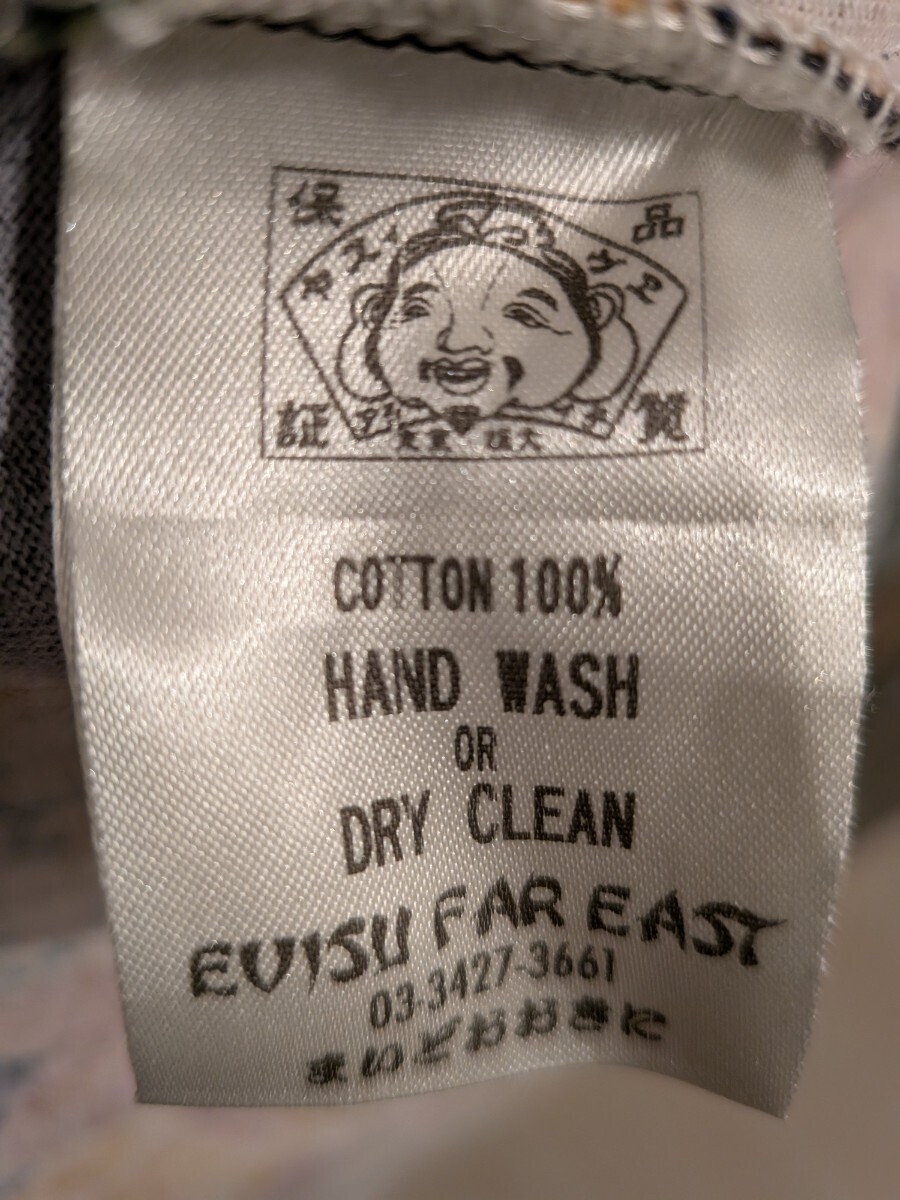 保品
証質
COTTON 100%
HAND WASH
OR
DRY CLEAN
EVISU FAR EAST
03-3427-3661
まいどおおきに